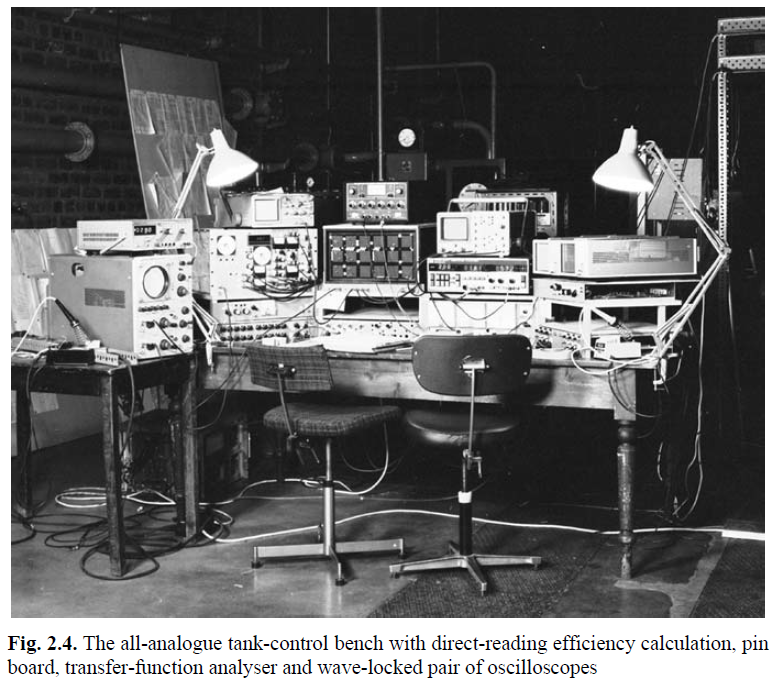 Fig. 2.4. The all-analogue tank-control bench with direct-reading efficiency calculation, pin
board, transfer-function analyser and wave-locked pair of oscilloscopes